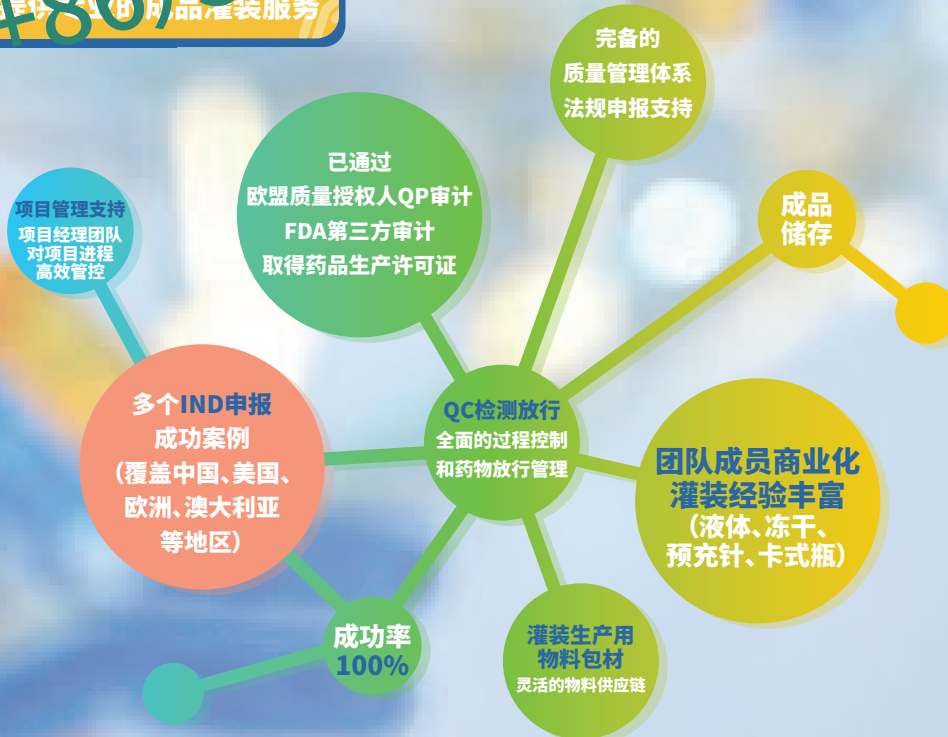 的成品灌装服务
完备的
质量管理体系
法规申报支持
已通过
欧盟质量授权人QP审计
FDA第三方审计
取得药品生产许可证
项目管理支持
项目经理团队
对项目进程
高效管控
成品
储存
多个IND申报
成功案例
（覆盖中国、美国、
欧洲、澳大利亚
等地区）
QC检测放行
全面的过程控制
和药物放行管理
团队成员商业化
灌装经验丰富
（液体、冻干、
预充针、卡式瓶）
成功率
100%
灌装生产用
物料包材
灵活的物料供应链